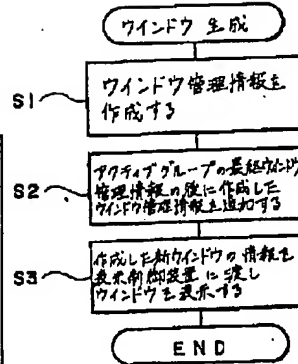 ウインドウ生成
S1
ウインドウ管理情報を
作成する
S2
アクティブグループの最終ウインドウ
管理情報の後に作成した
ウインドウ管理情報を追加する
S3
作成した新ウインドウの情報を
表示制御装置に渡し
ウインドウを表示する
END